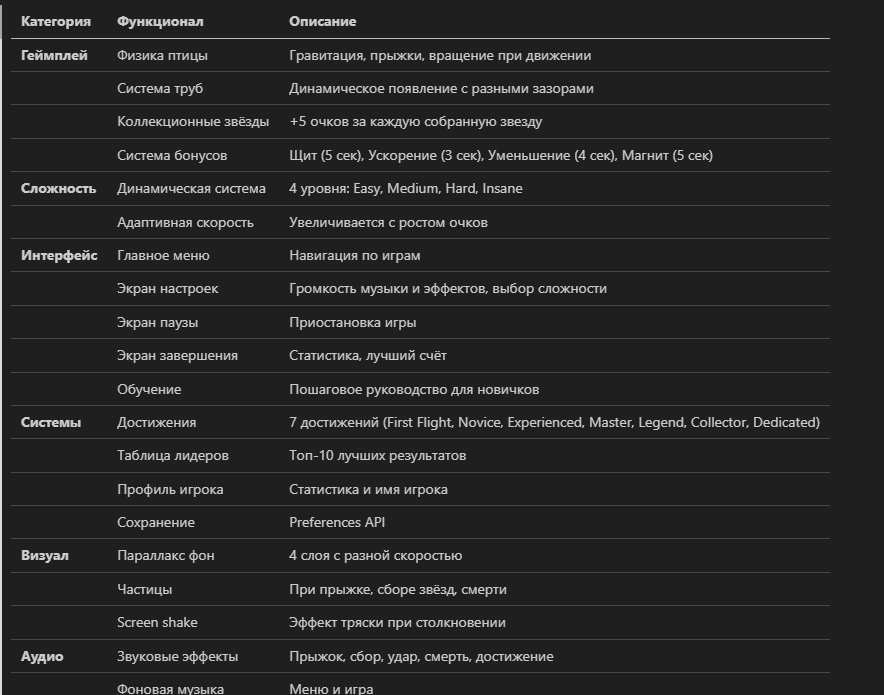 Категория Функционал Описание
Геймплей Физика птицы Гравитация, прыжки, вращение при движении
Система труб Динамическое появление с разными зазорами
Коллекционные звёзды +5 очков за каждую собранную звезду
Система бонусов Щит (5 сек), Ускорение (3 сек), Уменьшение (4 сек), Магнит (5 сек)
Сложность Динамическая система 4 уровня: Easy, Medium, Hard, Insane
Адаптивная скорость Увеличивается с ростом очков
Интерфейс Главное меню Навигация по играм
Экран настроек Громкость музыки и эффектов, выбор сложности
Экран паузы Приостановка игры
Экран завершения Статистика, лучший счёт
Обучение Пошаговое руководство для новичков
Системы Достижения 7 достижений (First Flight, Novice, Experienced, Master, Legend, Collector, Dedicated)
Таблица лидеров Топ-10 лучших результатов
Профиль игрока Статистика и имя игрока
Сохранение Preferences API
Визуал Параллакс фон 4 слоя с разной скоростью
Частицы При прыжке, сборе звёзд, смерти
Screen shake Эффект тряски при столкновении
Аудио Звуковые эффекты Прыжок, сбор, удар, смерть, достижение
Фоновая музыка Меню и игра